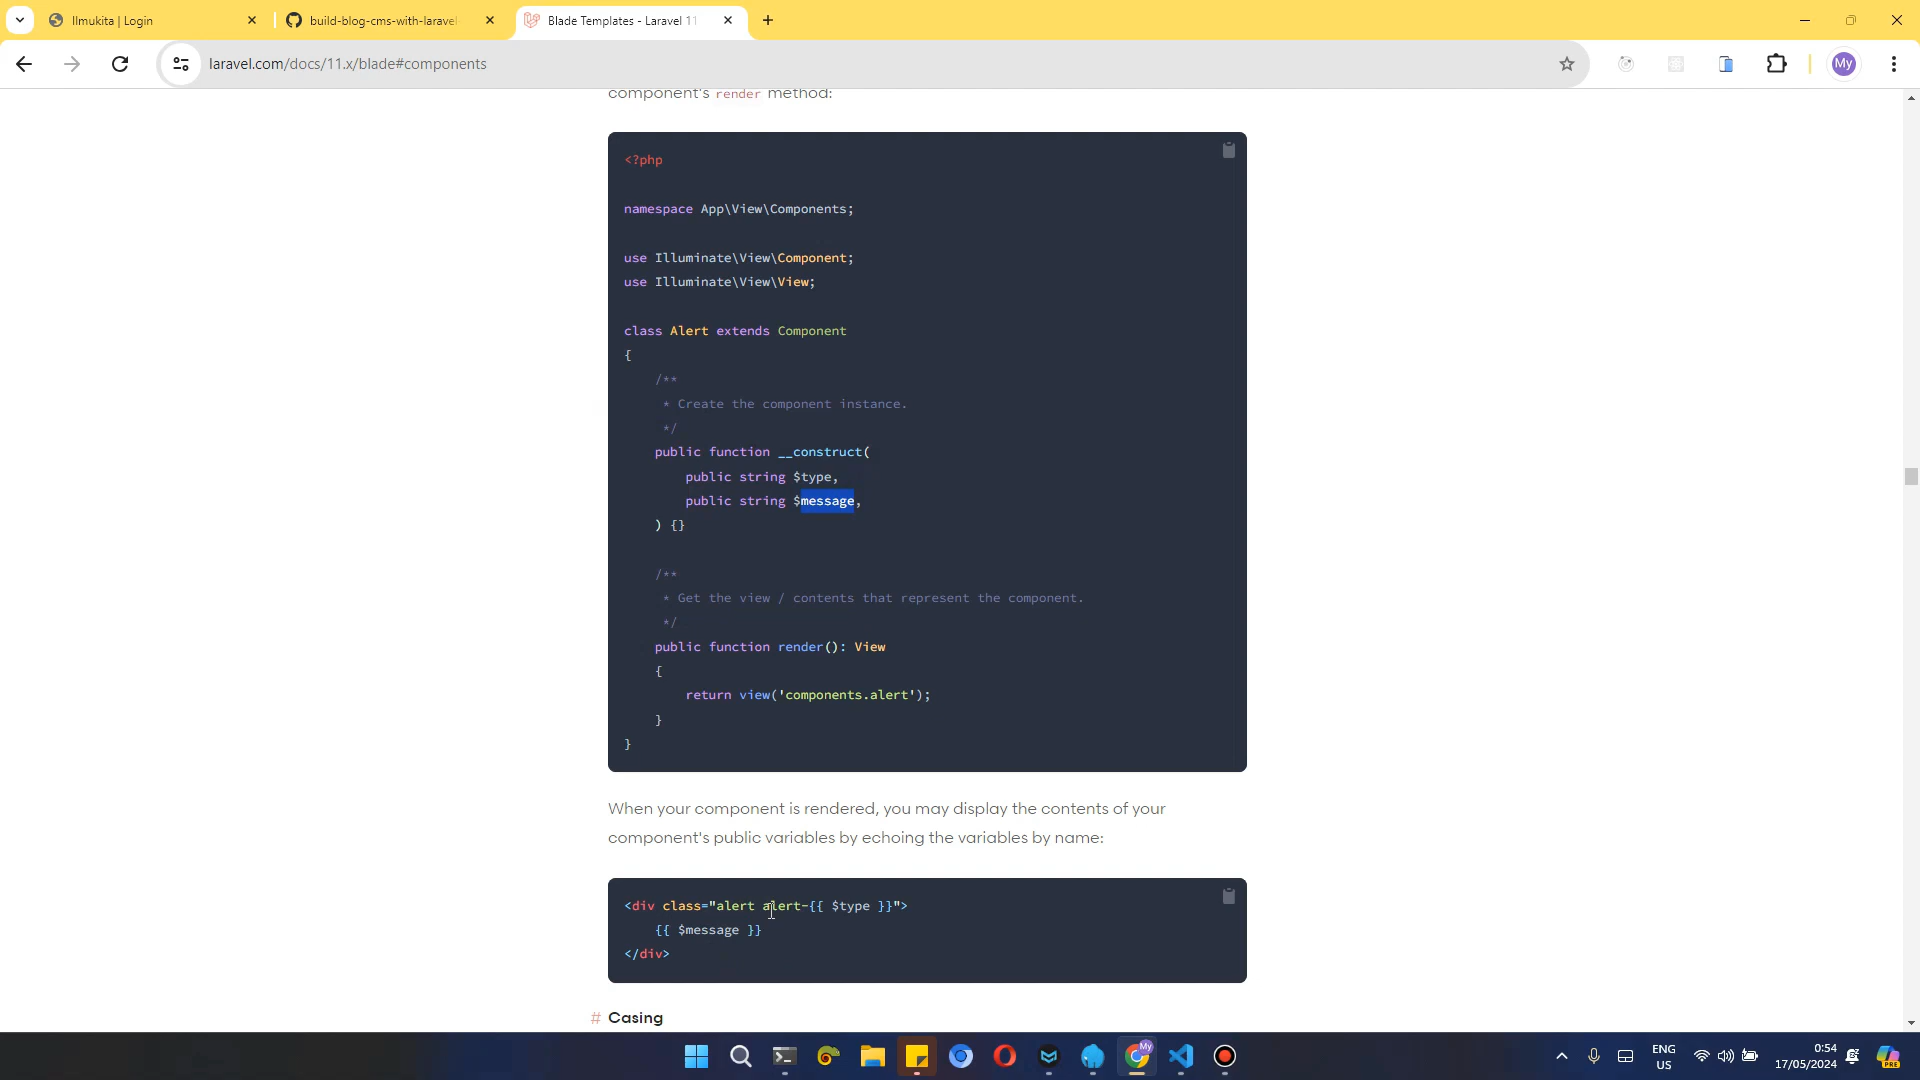 Ilmukita | Login
build-blog-cms-with-laravel
Blade Templates - Laravel 11
laravel.com/docs/11.x/blade#components
My
component's render method:
<?php
namespace App\View\Components;
use Illuminate\View\Component;
use Illuminate\View\View;
class Alert extends Component
{
/**
* Create the component instance.
*/
public function __construct(
public string $type,
public string $message,
) {}
/**
* Get the view / contents that represent the component.
*/
public function render(): View
{
return view('components.alert');
}
}
When your component is rendered, you may display the contents of your
component's public variables by echoing the variables by name:
<div class="alert alert-{{ $type }}">
{{ $message }}
</div>
# Casing
My
ENG
US
0:54
17/05/2024
PRE